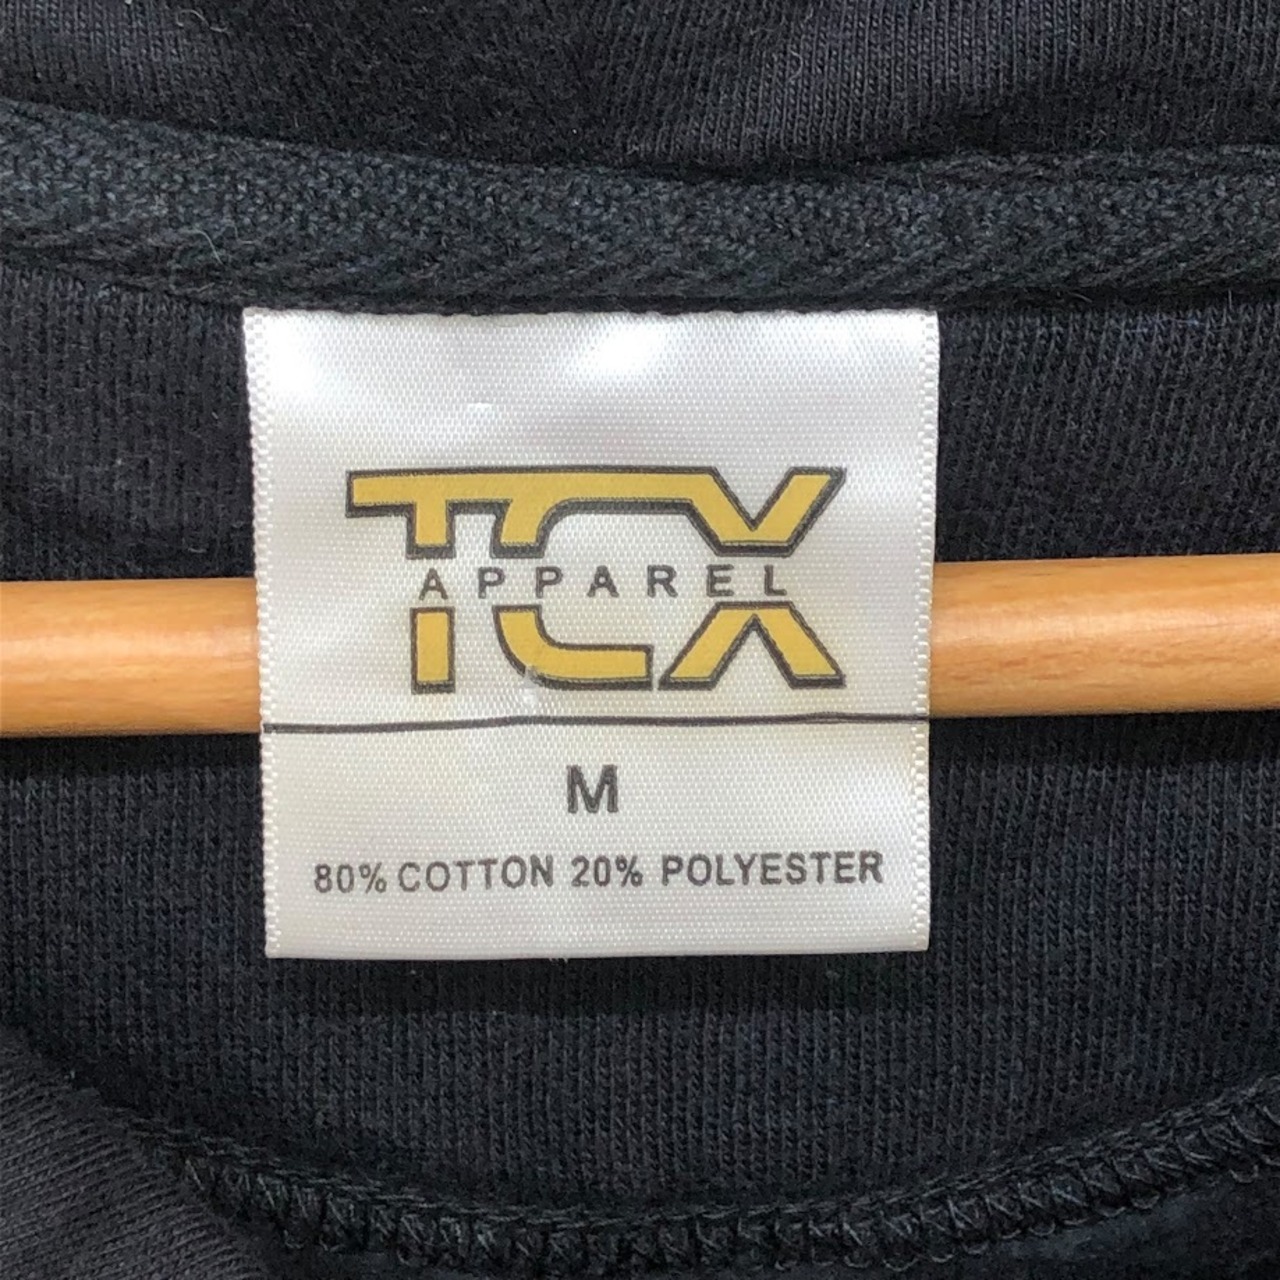 TCX
APPAREL
M
80% COTTON 20% POLYESTER